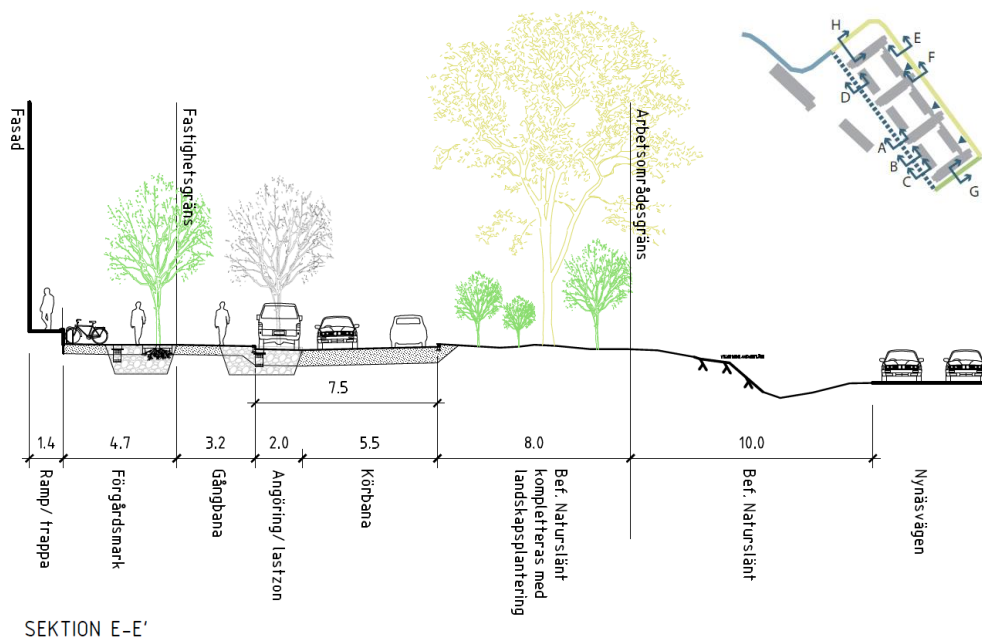 H
E
F
D
A
B
C
G
Fasad
Fastighetsgräns
Arbetsområdesgräns
7.5
1.4
4.7
3.2
2.0
5.5
8.0
10.0
Ramp/ trappa
Förgårdsmark
Gångbana
Angöring/ lastzon
Körbana
Bef. Naturslänt
kompletteras med
landskapsplantering
Bef. Naturslänt
Nynäsvägen
SEKTION E-E'